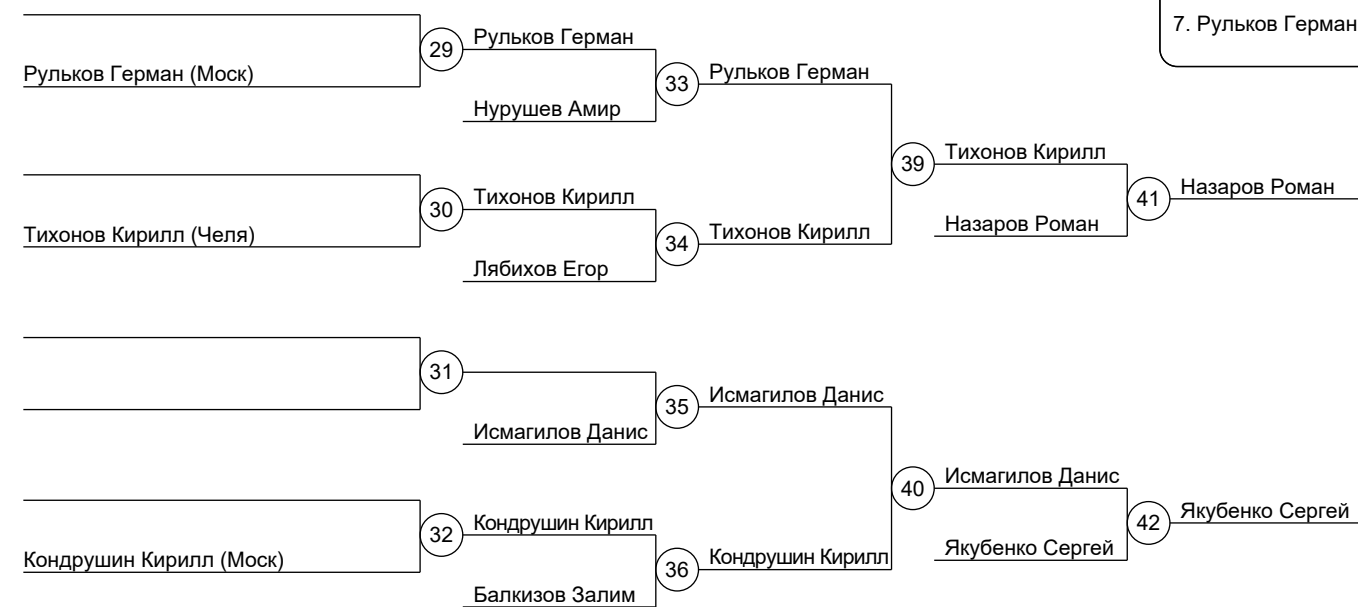 7. Рульков Герман
29
Рульков Герман
Рульков Герман (Моск)
33
Рульков Герман
Нурушев Амир
39
Тихонов Кирилл
30
Тихонов Кирилл
Тихонов Кирилл (Челя)
34
Тихонов Кирилл
Лябихов Егор
41
Назаров Роман
Назаров Роман
31
35
Исмагилов Данис
Исмагилов Данис
40
Исмагилов Данис
32
Кондрушин Кирилл
Кондрушин Кирилл (Моск)
36
Кондрушин Кирилл
Балкизов Залим
42
Якубенко Сергей
Якубенко Сергей